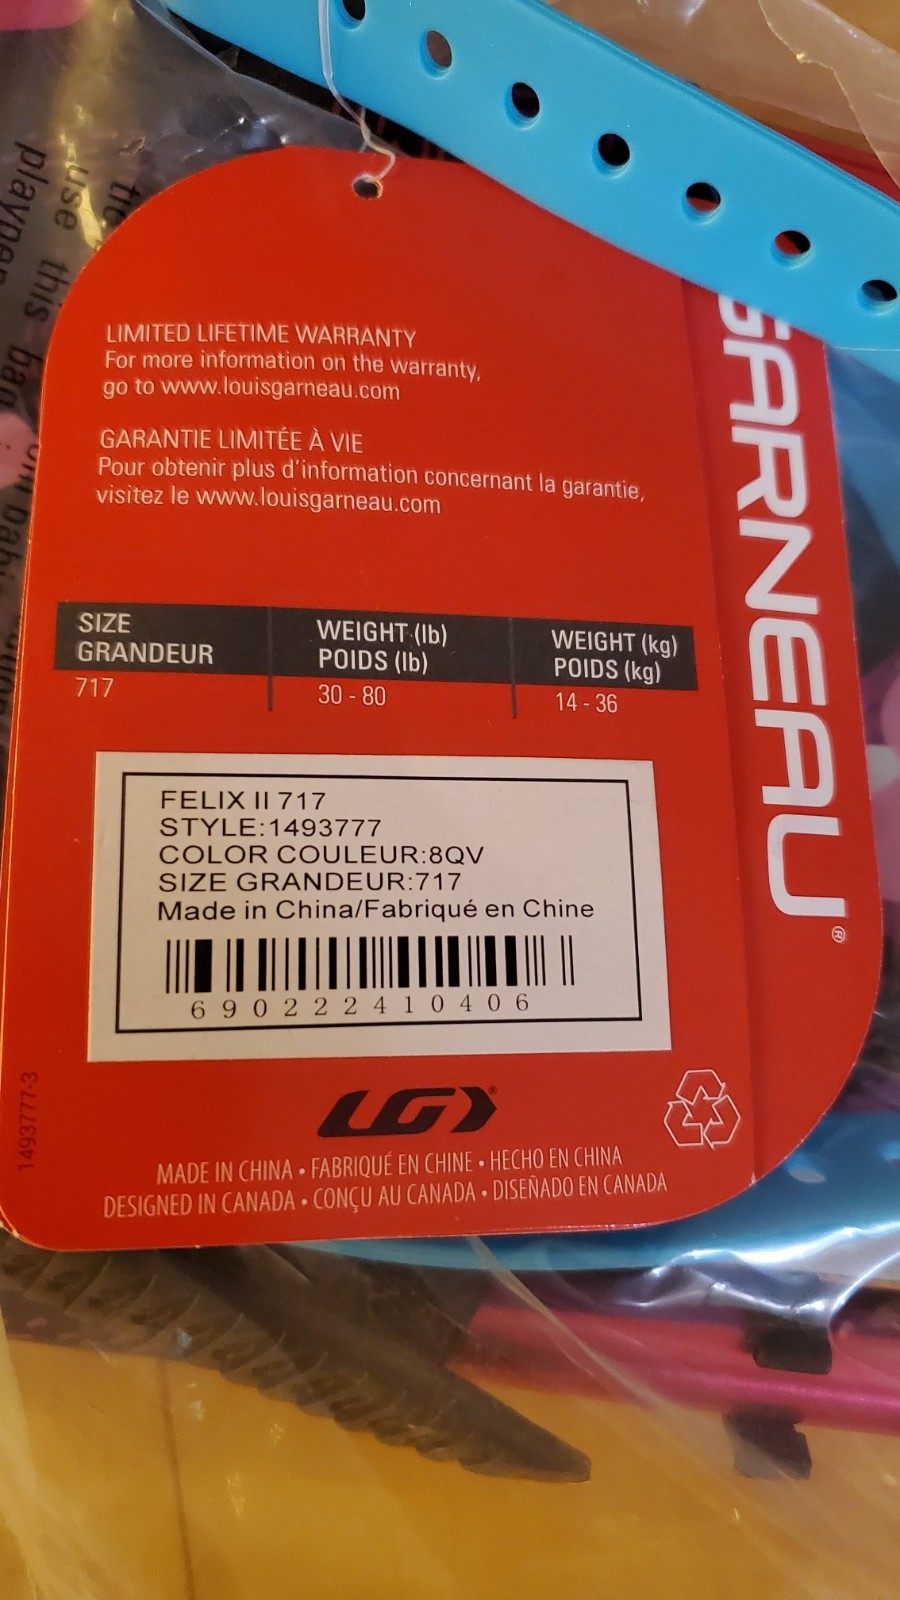 LIMITED LIFETIME WARRANTY
For more information on the warranty,
go to www.louisgarneau.com
GARANTIE LIMITÉE À VIE
Pour obtenir plus d'information concernant la garantie,
visitez le www.louisgarneau.com
SIZE
GRANDEUR
WEIGHT (lb)
POIDS (lb)
WEIGHT (kg)
POIDS (kg)
717
30 - 80
14 - 36
FELIX II 717
STYLE:1493777
COLOR COULEUR:8QV
SIZE GRANDEUR:717
Made in China/Fabriqué en Chine
690222410406
LG®
MADE IN CHINA • FABRIQUÉ EN CHINE • HECHO EN CHINA
DESIGNED IN CANADA • CONÇU AU CANADA • DISEÑADO EN CANADA
1493777-3
GARNEAU®
use this bag
playpen